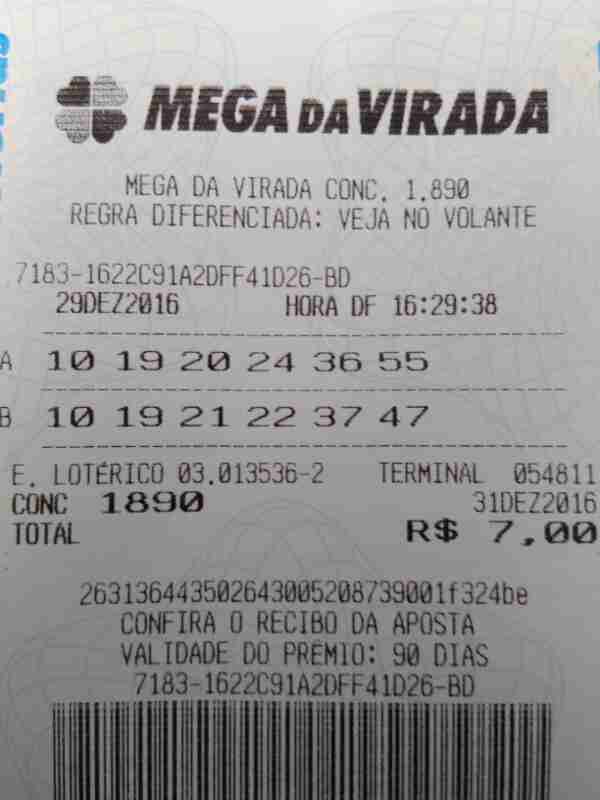 MEGA DA VIRADA
MEGA DA VIRADA CONC. 1.890
REGRA DIFERENCIADA: VEJA NO VOLANTE
7183-1622C91A2DFF41D26-BD
29DEZ2016 HORA DF 16:29:38
A 10 19 20 24 36 55
B 10 19 21 22 37 47
E. LOTÉRICO 03.013536-2 TERMINAL 054811
CONC 1890 31DEZ2016
TOTAL R$ 7,00
263136443502643005208739001f324be
CONFIRA O RECIBO DA APOSTA
VALIDADE DO PRÊMIO: 90 DIAS
7183-1622C91A2DFF41D26-BD